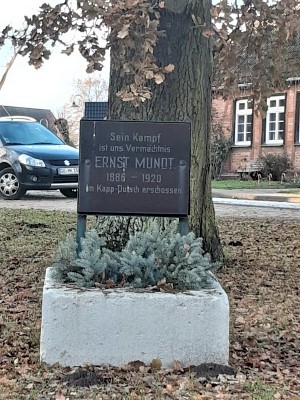 Sein Kampf
ist uns Vermächtnis
ERNST MUNDT
1886 - 1920
im Kapp-Putsch erschossen